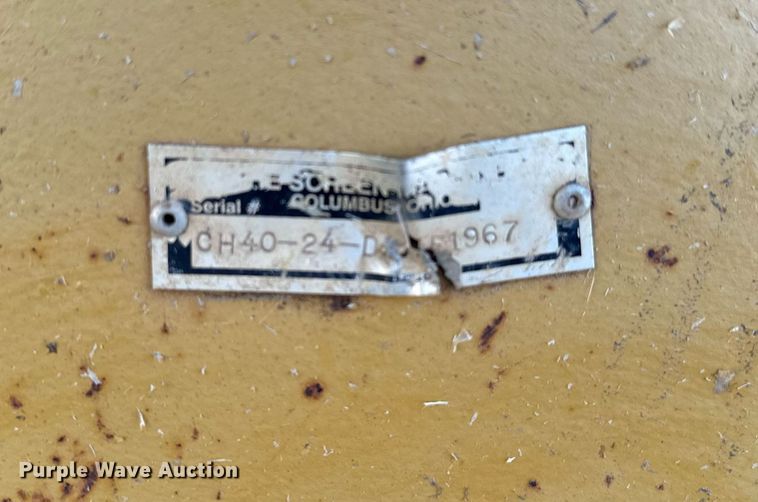 SCREEN
Serial # COLUMBUS, OHIO
CH40-24-D 1967
Purple Wave Auction